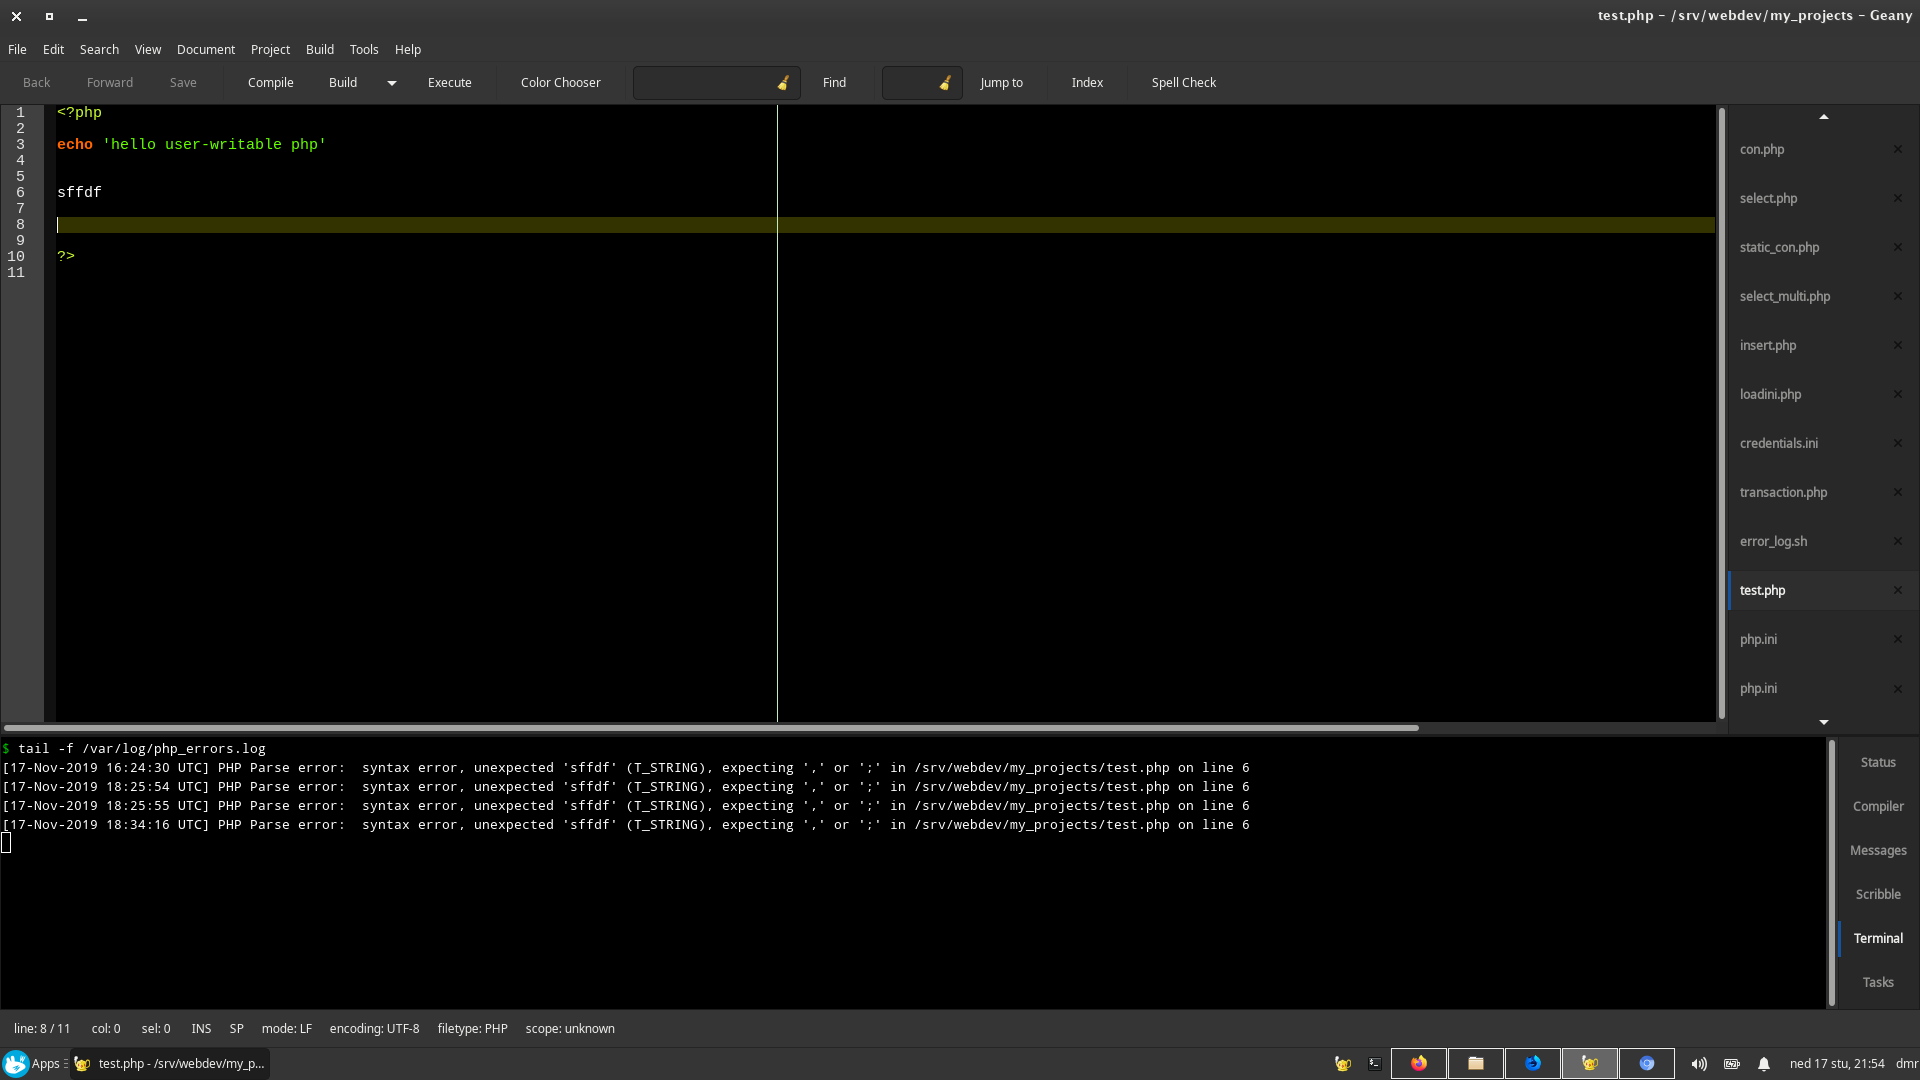 test.php – /srv/webdev/my_projects – Geany
File Edit Search View Document Project Build Tools Help
Back Forward Save Compile Build Execute Color Chooser Find Jump to Index Spell Check
1 <?php
2
3 echo 'hello user-writable php'
4
5
6 sffdf
7
8
9
10 ?>
11
con.php
select.php
static_con.php
select_multi.php
insert.php
loadini.php
credentials.ini
transaction.php
error_log.sh
test.php
php.ini
php.ini
$ tail -f /var/log/php_errors.log
[17-Nov-2019 16:24:30 UTC] PHP Parse error:  syntax error, unexpected 'sffdf' (T_STRING), expecting ',' or ';' in /srv/webdev/my_projects/test.php on line 6
[17-Nov-2019 18:25:54 UTC] PHP Parse error:  syntax error, unexpected 'sffdf' (T_STRING), expecting ',' or ';' in /srv/webdev/my_projects/test.php on line 6
[17-Nov-2019 18:25:55 UTC] PHP Parse error:  syntax error, unexpected 'sffdf' (T_STRING), expecting ',' or ';' in /srv/webdev/my_projects/test.php on line 6
[17-Nov-2019 18:34:16 UTC] PHP Parse error:  syntax error, unexpected 'sffdf' (T_STRING), expecting ',' or ';' in /srv/webdev/my_projects/test.php on line 6
Status
Compiler
Messages
Scribble
Terminal
Tasks
line: 8 / 11 col: 0 sel: 0 INS SP mode: LF encoding: UTF-8 filetype: PHP scope: unknown
Apps test.php - /srv/webdev/my_p... ned 17 stu, 21:54 dmr